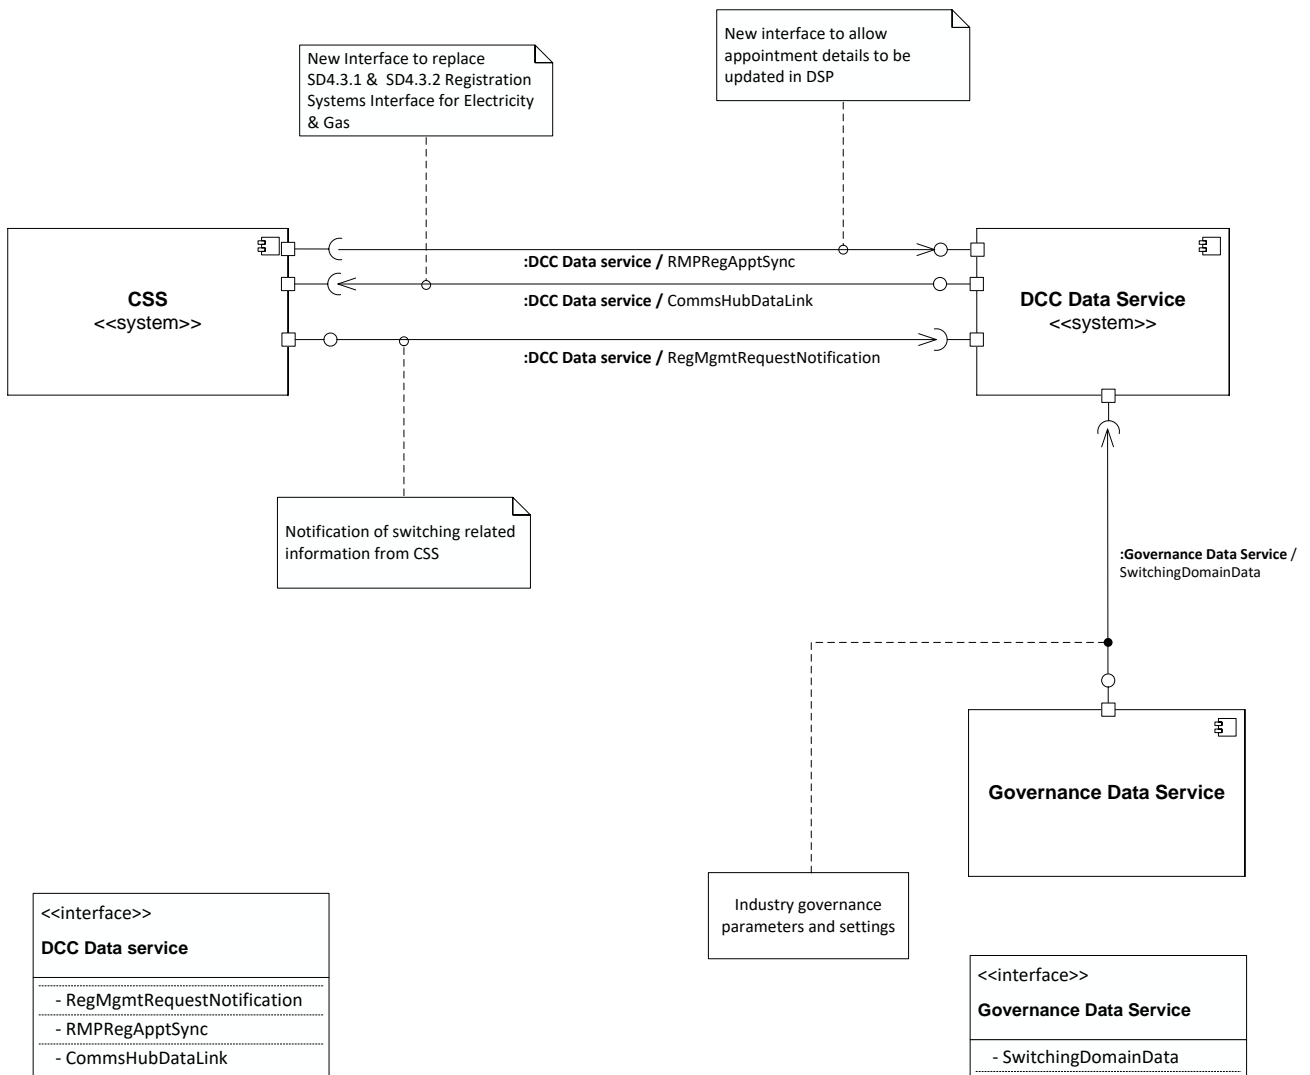 New interface to allow
appointment details to be
updated in DSP
New Interface to replace
SD4.3.1 & SD4.3.2 Registration
Systems Interface for Electricity
& Gas
CSS
<<system>>
:DCC Data service / RMPRegApptSync
:DCC Data service / CommsHubDataLink
:DCC Data service / RegMgmtRequestNotification
DCC Data Service
<<system>>
Notification of switching related
information from CSS
:Governance Data Service /
SwitchingDomainData
Governance Data Service
Industry governance
parameters and settings
<<interface>>
DCC Data service
- RegMgmtRequestNotification
- RMPRegApptSync
- CommsHubDataLink
<<interface>>
Governance Data Service
- SwitchingDomainData